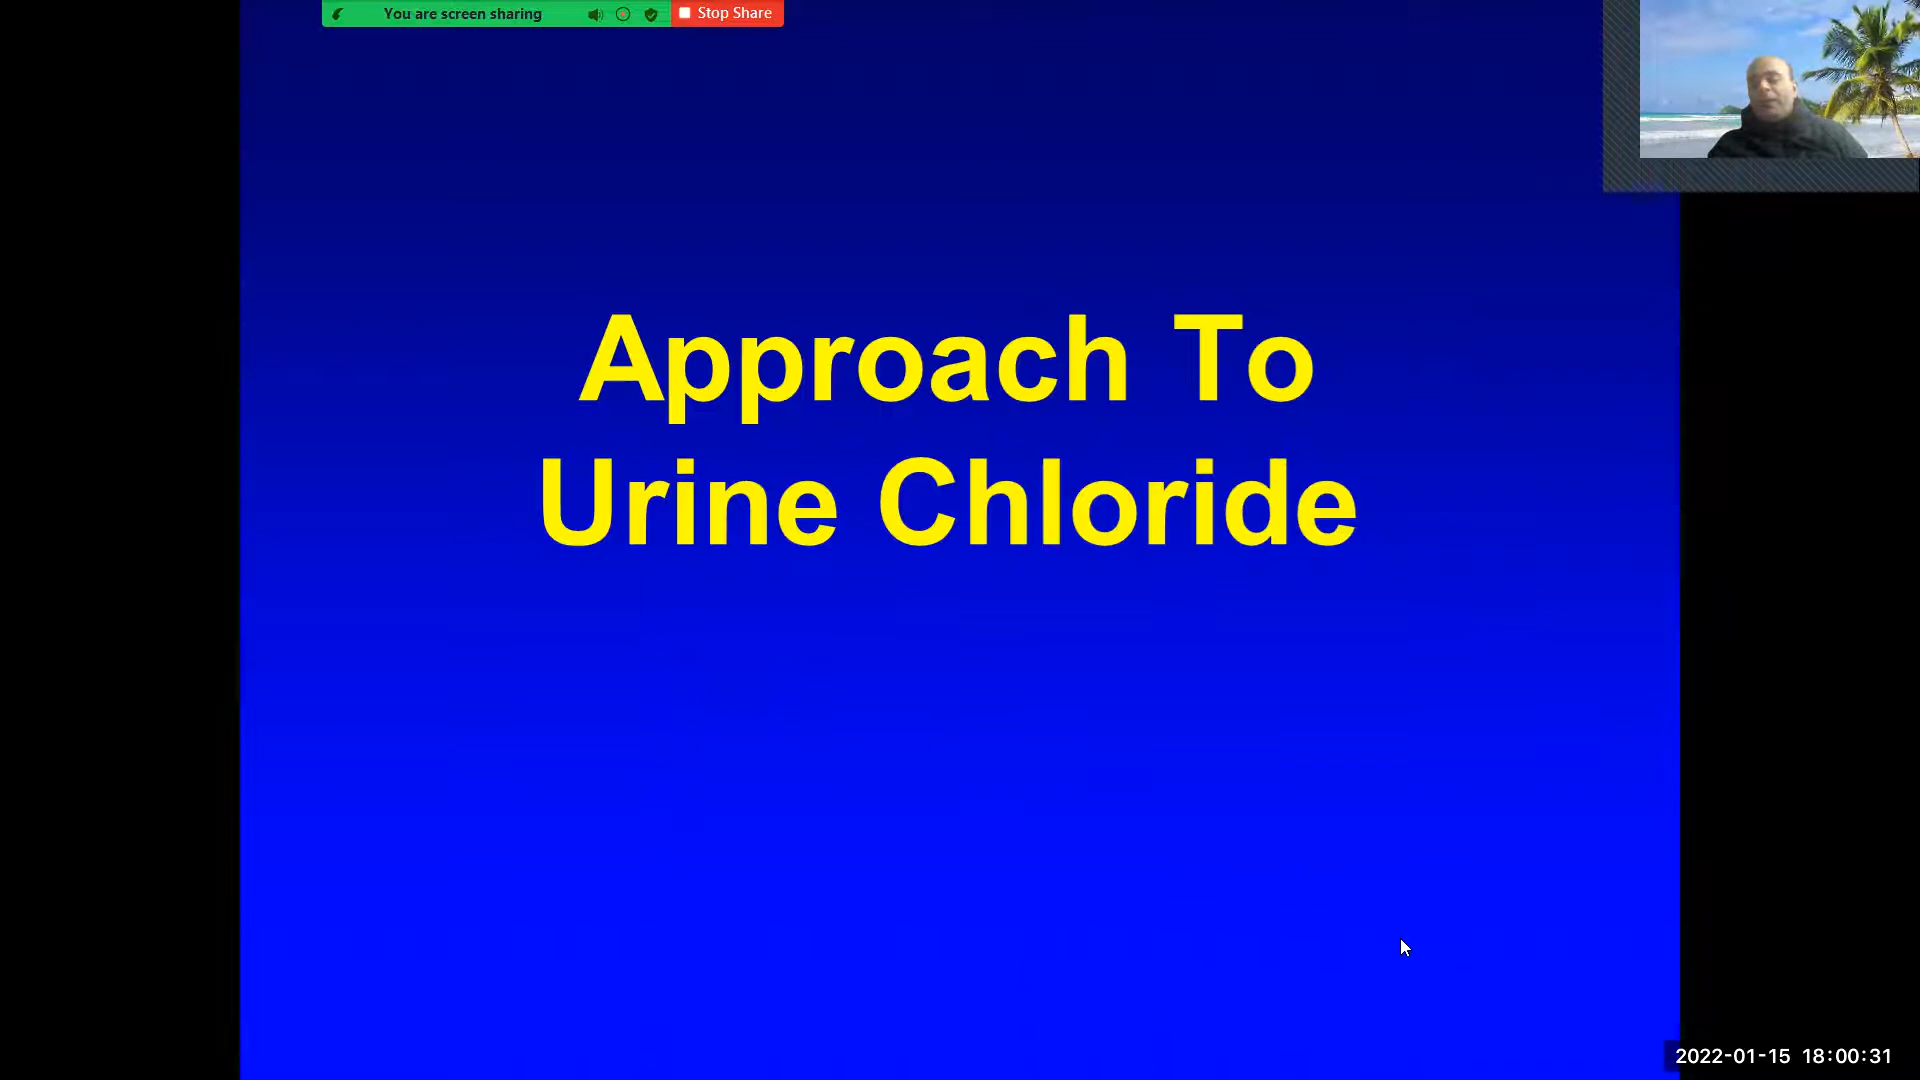 You are screen sharing
Stop Share
Approach To
Urine Chloride
2022-01-15 18:00:31